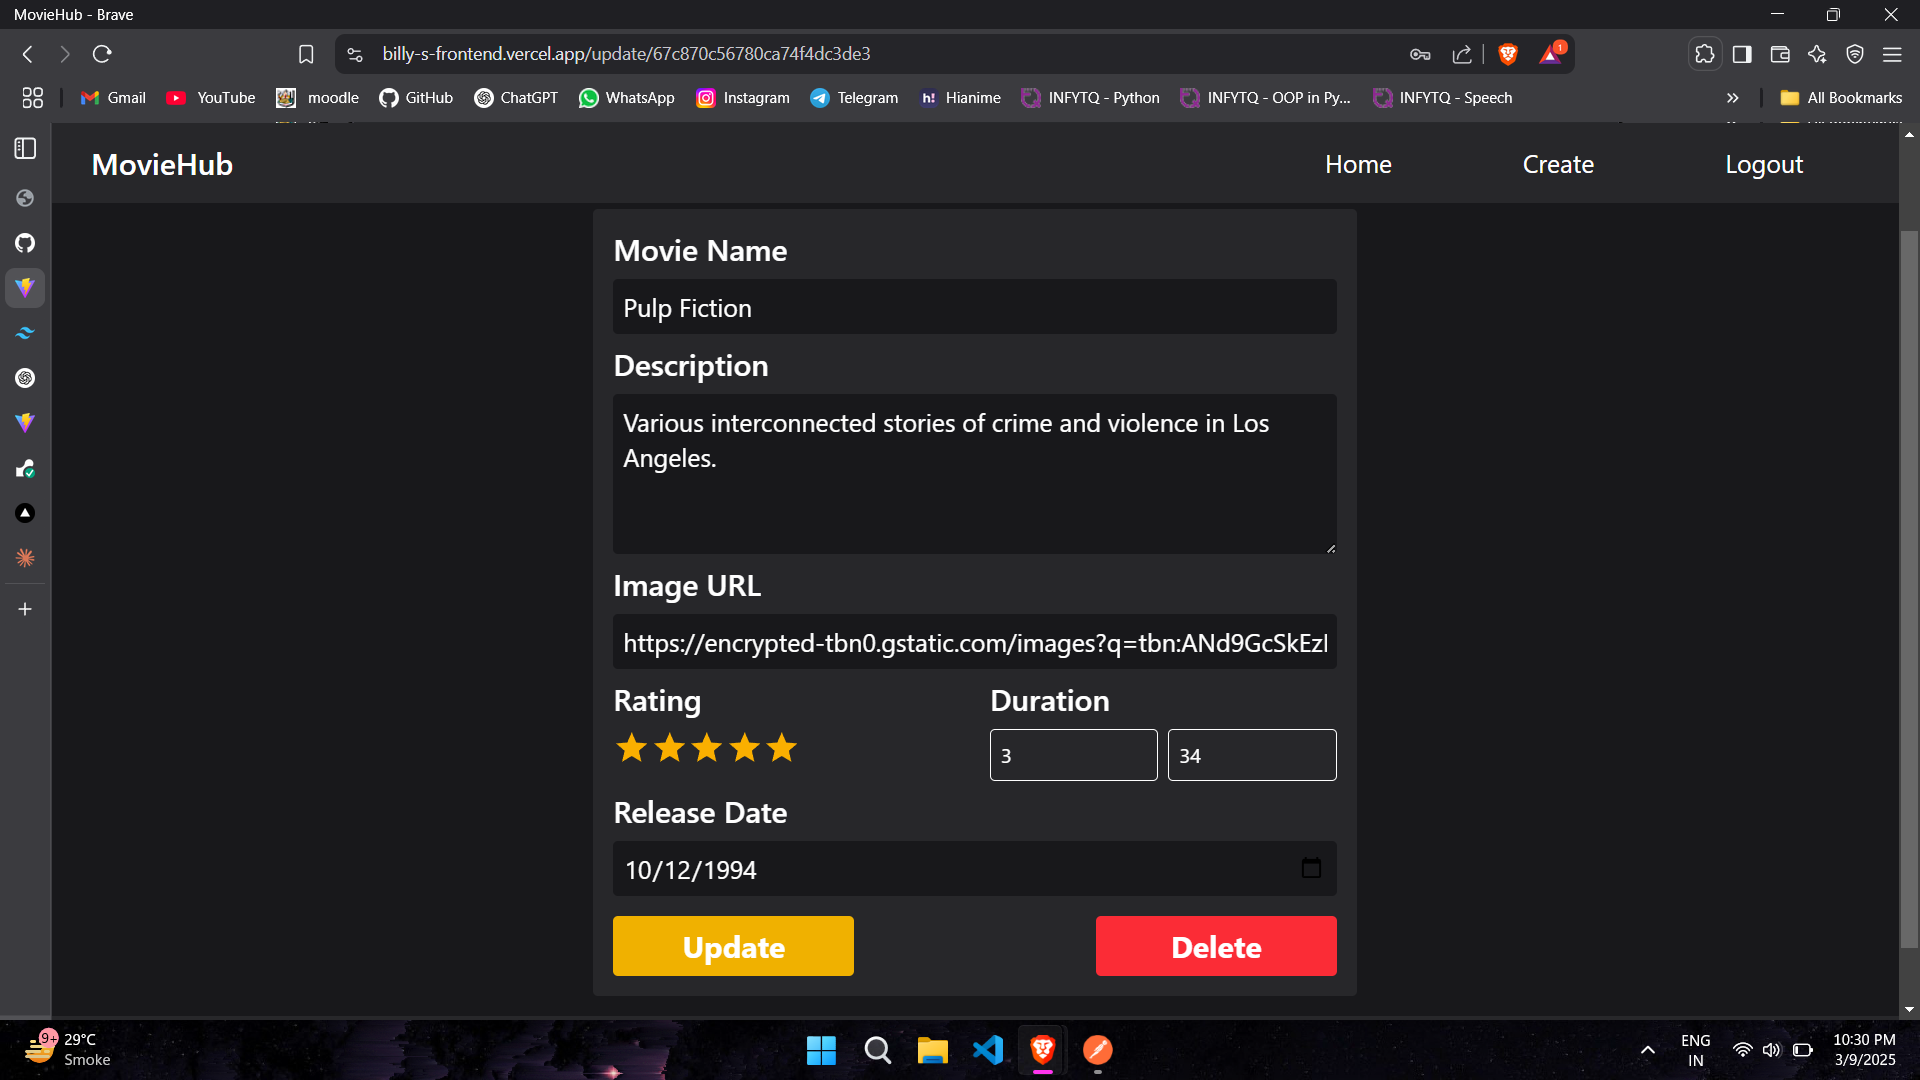 MovieHub - Brave
billy-s-frontend.vercel.app/update/67c870c56780ca74f4dc3de3
1
Gmail
YouTube
moodle
GitHub
ChatGPT
WhatsApp
Instagram
Telegram
h! Hianime
INFYTQ - Python
INFYTQ - OOP in Py...
INFYTQ - Speech
All Bookmarks
MovieHub
Home
Create
Logout
Movie Name
Pulp Fiction
Description
Various interconnected stories of crime and violence in Los
Angeles.
Image URL
https://encrypted-tbn0.gstatic.com/images?q=tbn:ANd9GcSkEz
Rating
Duration
3
34
Release Date
10/12/1994
Update
Delete
9+
29°C
Smoke
ENG
IN
10:30 PM
3/9/2025